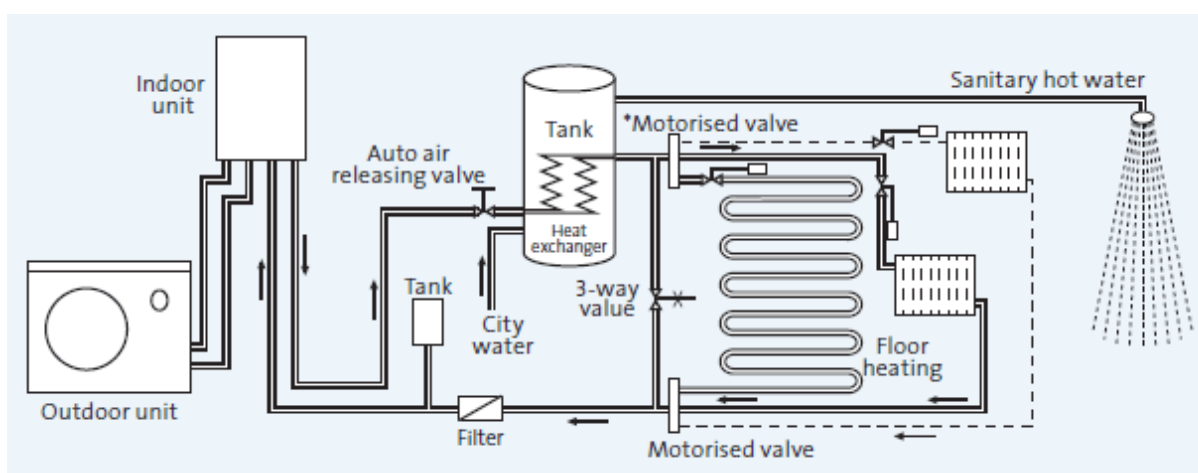 Indoor
unit
Sanitary hot water
Tank
*Motorised valve
Auto air
releasing valve
Heat
exchanger
Tank
3-way
value
City
water
Floor
heating
Outdoor unit
Filter
Motorised valve